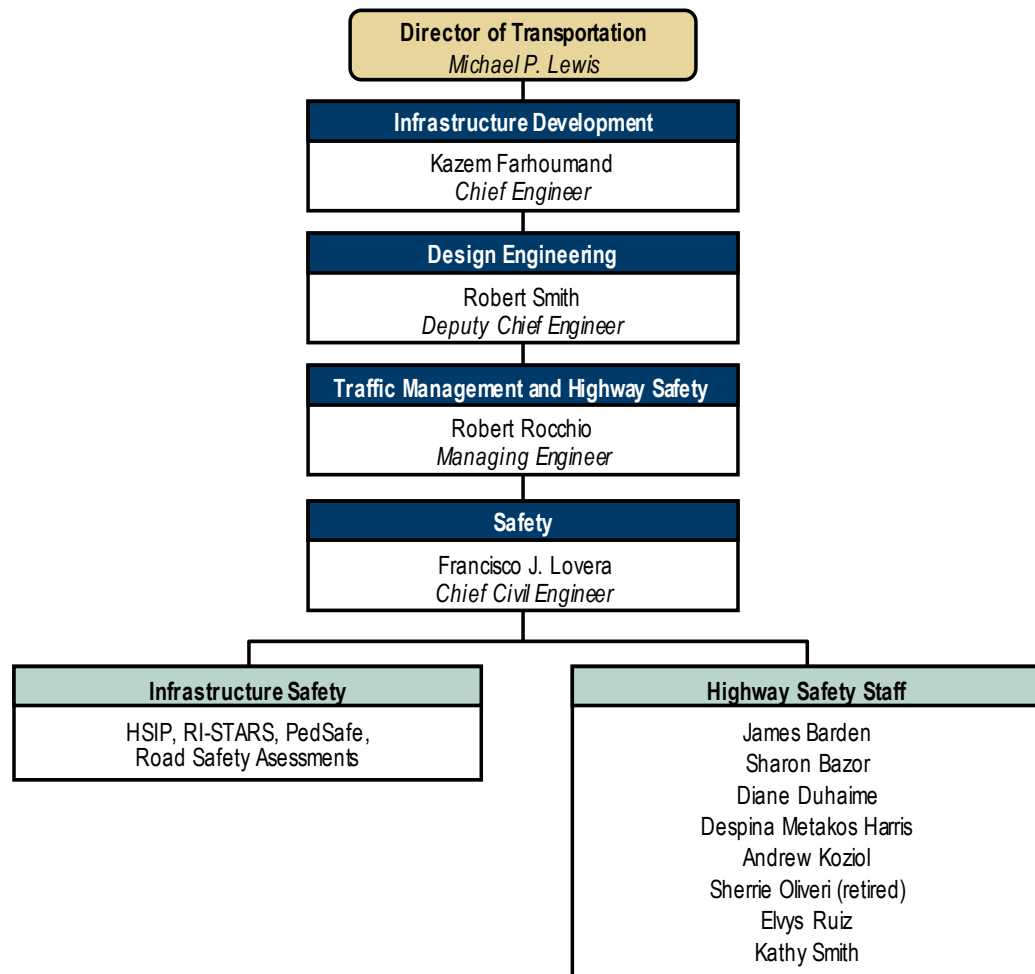 Director of Transportation
Michael P. Lewis
Infrastructure Development
Kazem Farhoumand
Chief Engineer
Design Engineering
Robert Smith
Deputy Chief Engineer
Traffic Management and Highway Safety
Robert Rocchio
Managing Engineer
Safety
Francisco J. Lovera
Chief Civil Engineer
Infrastructure Safety
HSIP, RI-STARS, PedSafe,
Road Safety Asessments
Highway Safety Staff
James Barden
Sharon Bazor
Diane Duhaime
Despina Metakos Harris
Andrew Koziol
Sherrie Oliveri (retired)
Elvys Ruiz
Kathy Smith